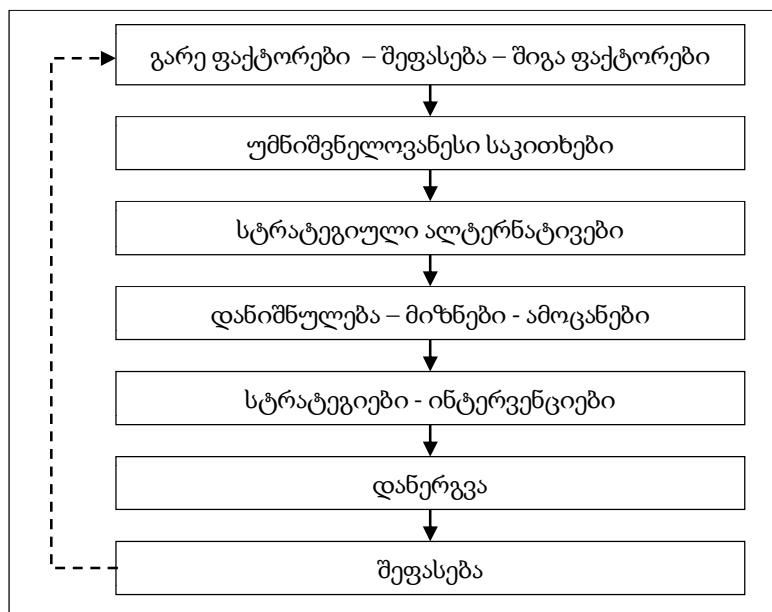 გარე ფაქტორები – შეფასება – შიგა ფაქტორები
უმნიშვნელოვანესი საკითხები
სტრატეგიული ალტერნატივები
დანიშნულება – მიზნები - ამოცანები
სტრატეგიები - ინტერვენციები
დანერგვა
შეფასება